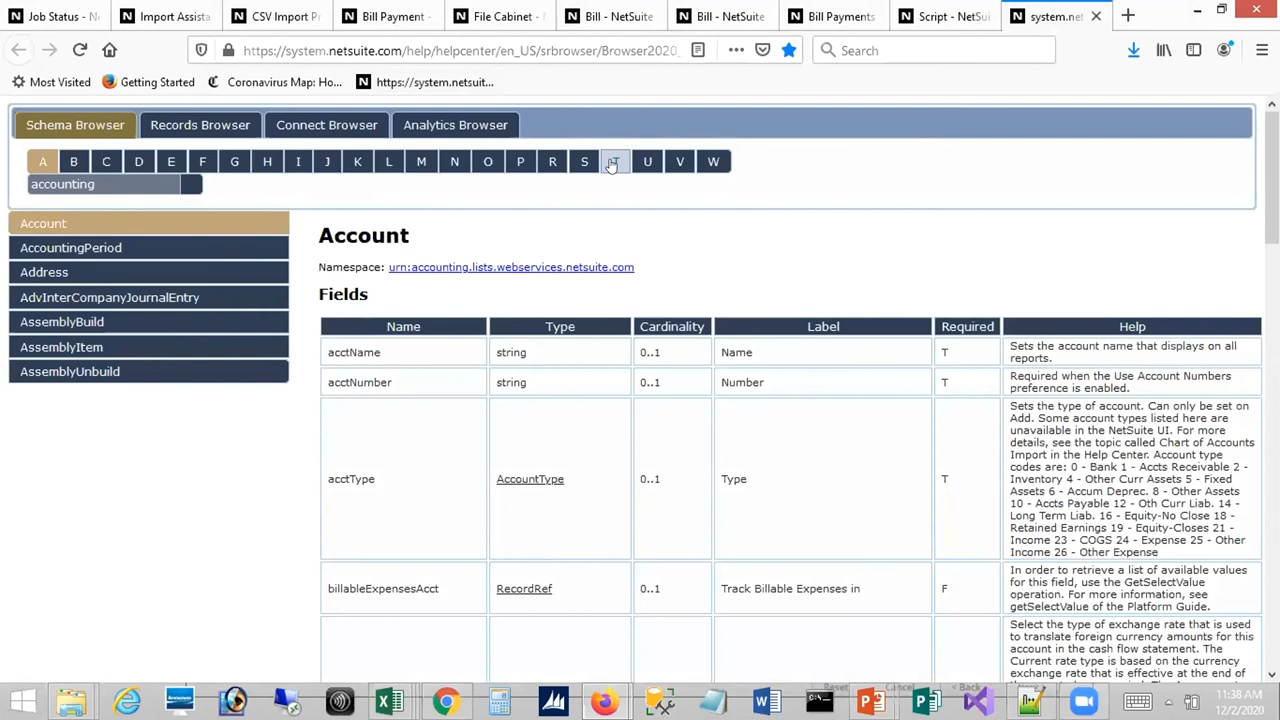 Job Status -
Import Assista
CSV Import P
Bill Payment -
File Cabinet -
Bill - NetSuite
Bill - NetSuite
Bill Payments
Script - NetSui
system.net
https://system.netsuite.com/help/helpcenter/en_US/srbrowser/Browser2020_
Search
Most Visited
Getting Started
Coronavirus Map: Ho...
https://system.netsuit...
Schema Browser
Records Browser
Connect Browser
Analytics Browser
A B C D E F G H I J K L M N O P R S T U V W
accounting
Account
AccountingPeriod
Address
AdvInterCompanyJournalEntry
AssemblyBuild
AssemblyItem
AssemblyUnbuild
Account
Namespace: urn:accounting.lists.webservices.netsuite.com
Fields
Name Type Cardinality Label Required Help
acctName string 0..1 Name T
Sets the account name that displays on all
reports.
acctNumber string 0..1 Number T
Required when the Use Account Numbers
preference is enabled.
acctType AccountType 0..1 Type T
Sets the type of account. Can only be set on
Add. Some account types listed here are
unavailable in the NetSuite UI. For more
details, see the topic called Chart of Accounts
Import in the Help Center. Account type
codes are: 0 - Bank 1 - Accts Receivable 2 -
Inventory 4 - Other Curr Assets 5 - Fixed
Assets 6 - Accum Deprec. 8 - Other Assets
10 - Accts Payable 12 - Oth Curr Liab. 14 -
Long Term Liab. 16 - Equity-No Close 18 -
Retained Earnings 19 - Equity-Closes 21 -
Income 23 - COGS 24 - Expense 25 - Other
Income 26 - Other Expense
billableExpensesAcct RecordRef 0..1 Track Billable Expenses in F
In order to retrieve a list of available values
for this field, use the GetSelectValue
operation. For more information, see
getSelectValue of the Platform Guide.
Select the type of exchange rate that is used
to translate foreign currency amounts for this
account in the cash flow statement. The
Current rate type is based on the currency
exchange rate that is effective at the end of
Reset Cancel < Back
11:38 AM
12/2/2020